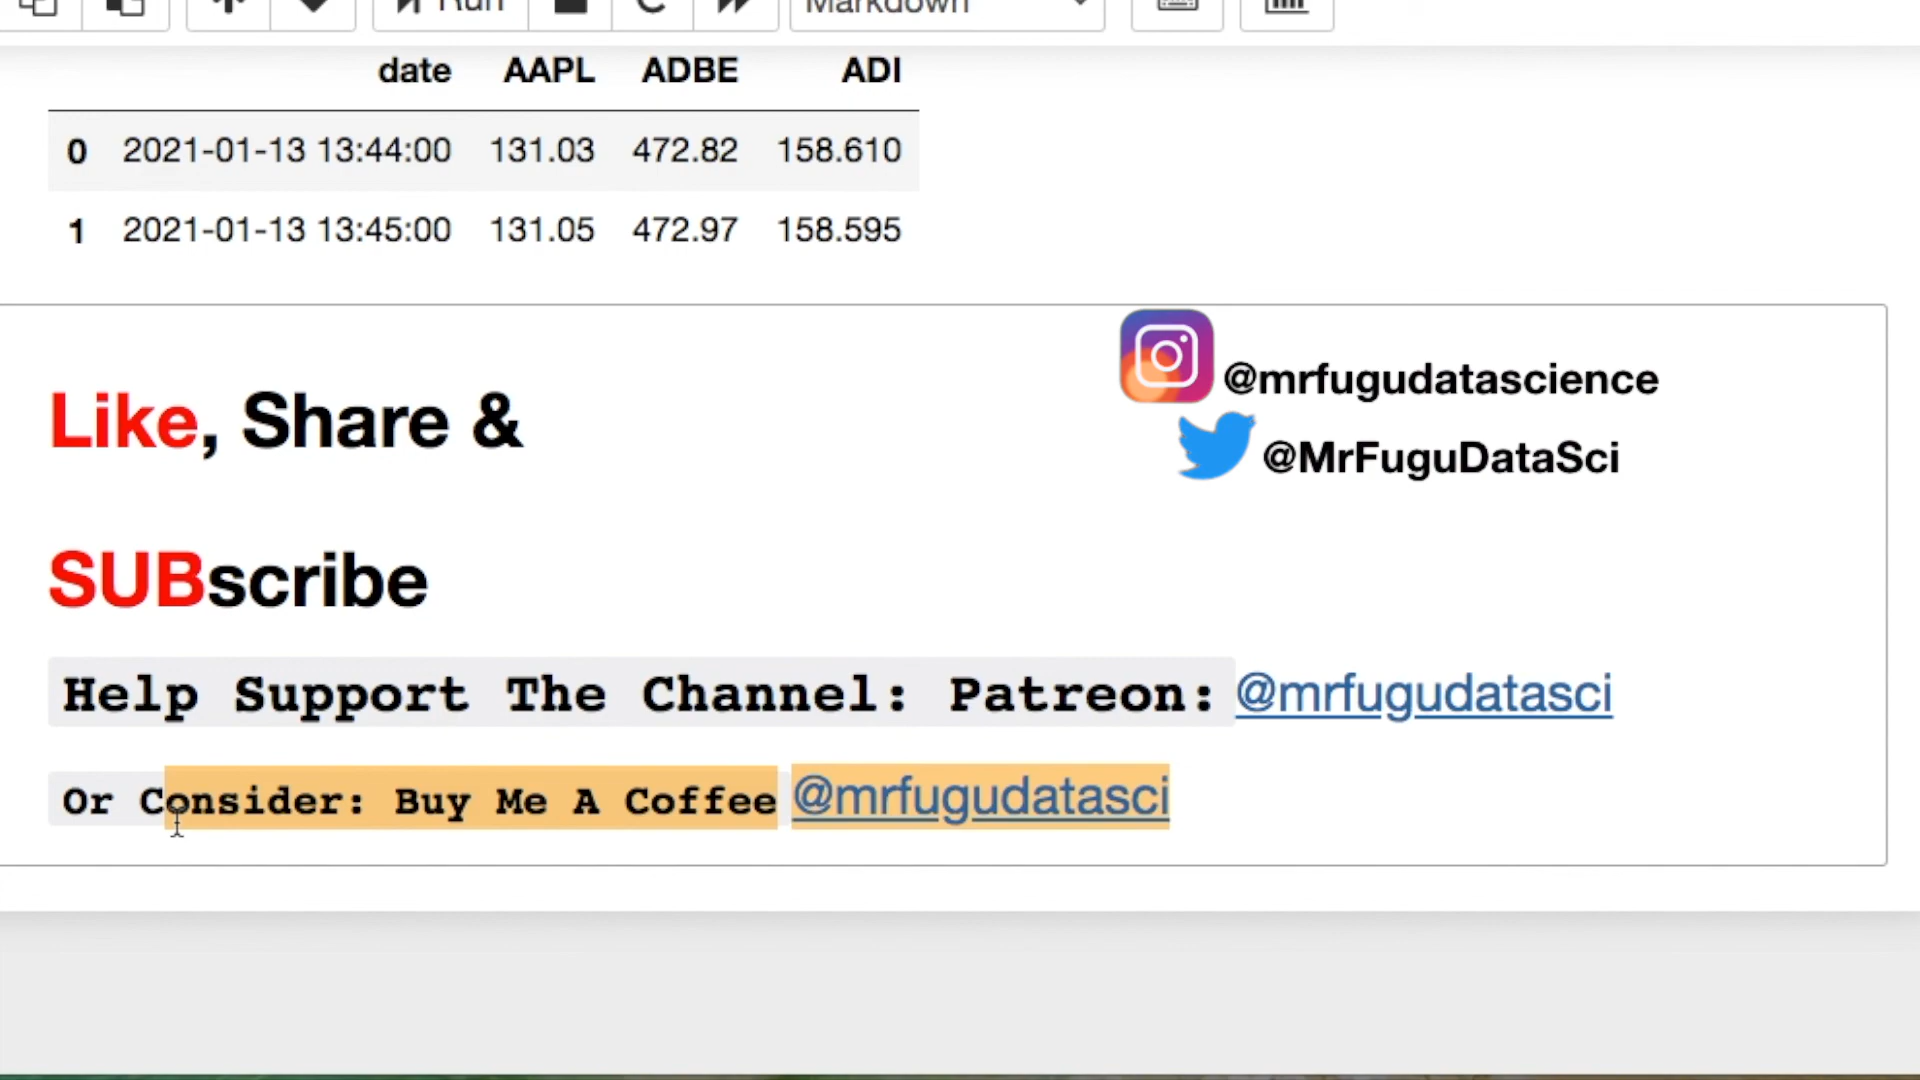 Run
Markdown
date AAPL ADBE ADI
0 2021-01-13 13:44:00 131.03 472.82 158.610
1 2021-01-13 13:45:00 131.05 472.97 158.595
@mrfugudatascience
Like, Share &
@MrFuguDataSci
SUBscribe
Help Support The Channel: Patreon: @mrfugudatasci
Or Consider: Buy Me A Coffee @mrfugudatasci